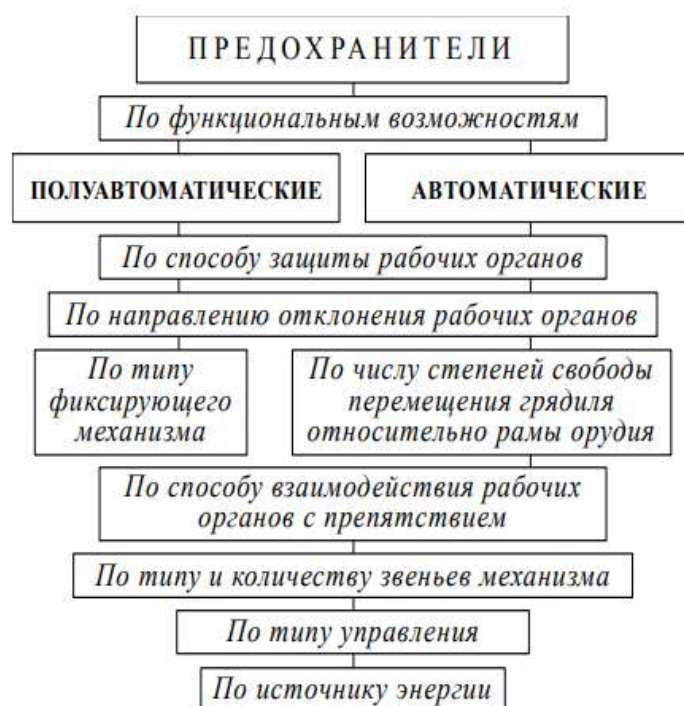 ПРЕДОХРАНИТЕЛИ
По функциональным возможностям
ПОЛУАВТОМАТИЧЕСКИЕ
АВТОМАТИЧЕСКИЕ
По способу защиты рабочих органов
По направлению отклонения рабочих органов
По типу
фиксирующего
механизма
По числу степеней свободы
перемещения грядиля
относительно рамы орудия
По способу взаимодействия рабочих
органов с препятствием
По типу и количеству звеньев механизма
По типу управления
По источнику энергии